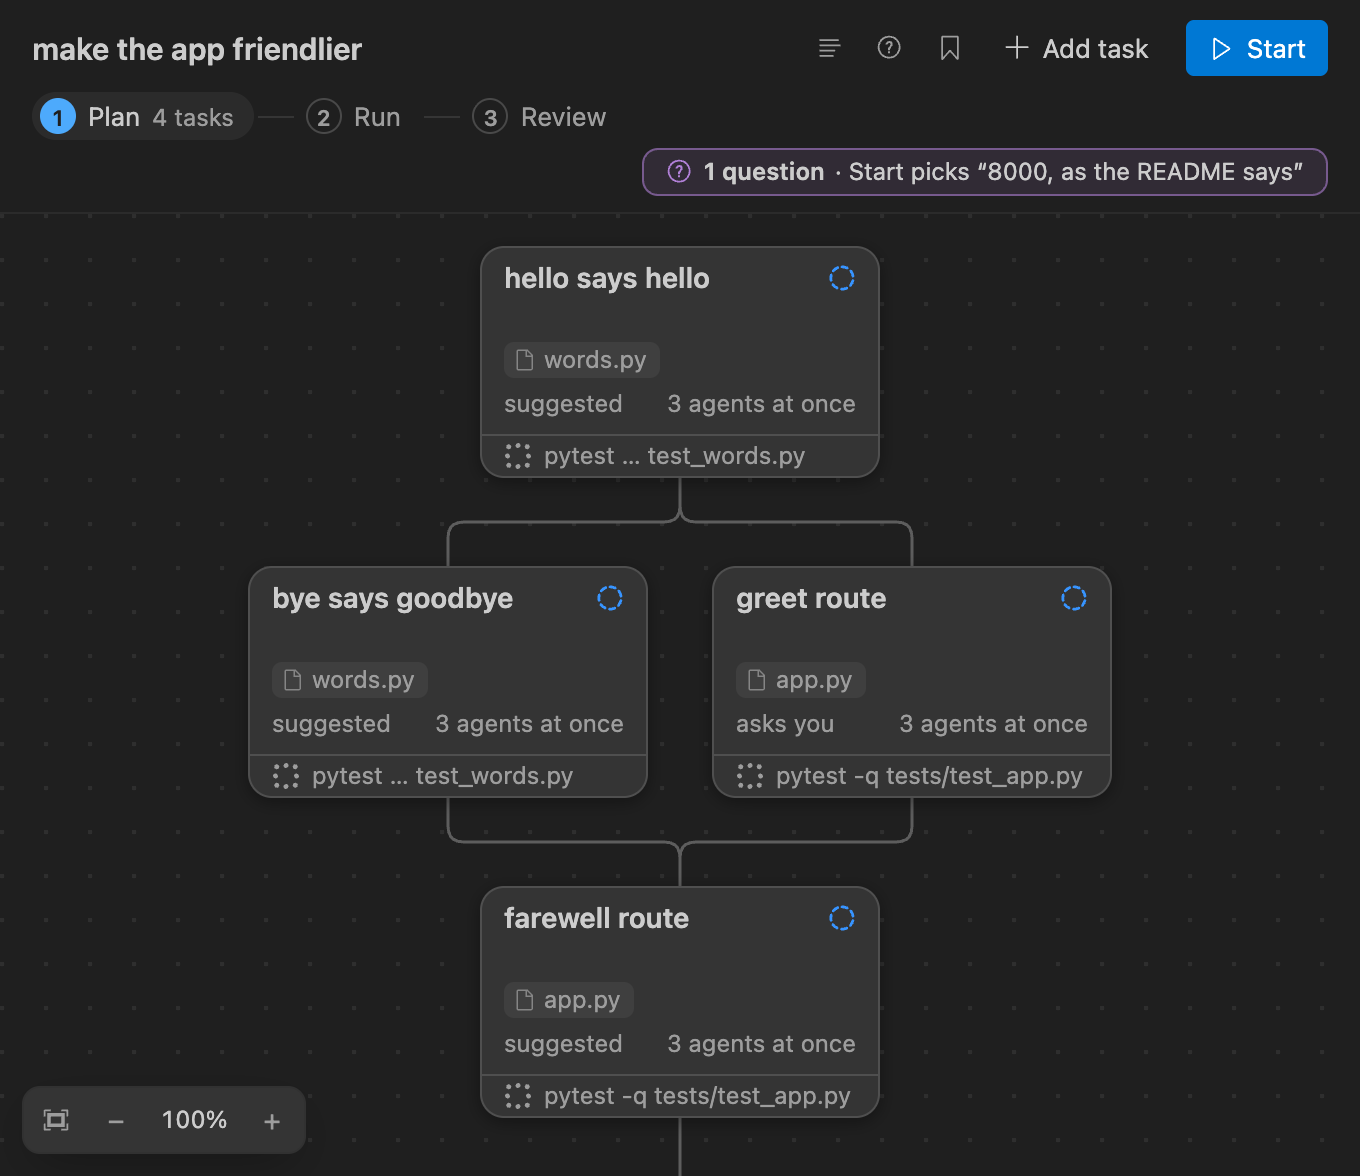 make the app friendlier
Add task
Start
1 Plan 4 tasks
2 Run
3 Review
1 question · Start picks “8000, as the README says”
hello says hello
words.py
suggested 3 agents at once
pytest ... test_words.py
bye says goodbye
words.py
suggested 3 agents at once
pytest ... test_words.py
greet route
app.py
asks you 3 agents at once
pytest -q tests/test_app.py
farewell route
app.py
suggested 3 agents at once
pytest -q tests/test_app.py
100%